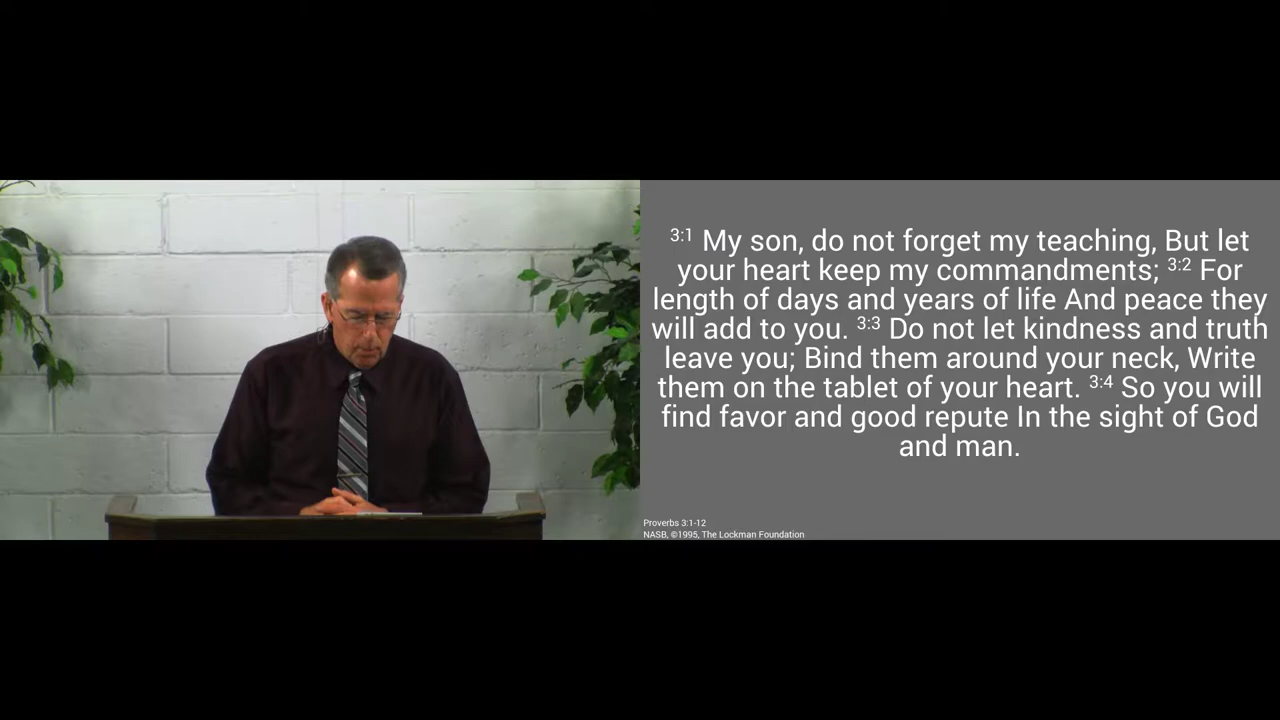 3:1 My son, do not forget my teaching, But let
your heart keep my commandments; 3:2 For
length of days and years of life And peace they
will add to you. 3:3 Do not let kindness and truth
leave you; Bind them around your neck, Write
them on the tablet of your heart. 3:4 So you will
find favor and good repute In the sight of God
and man.
Proverbs 3:1-12
NASB, ©1995, The Lockman Foundation